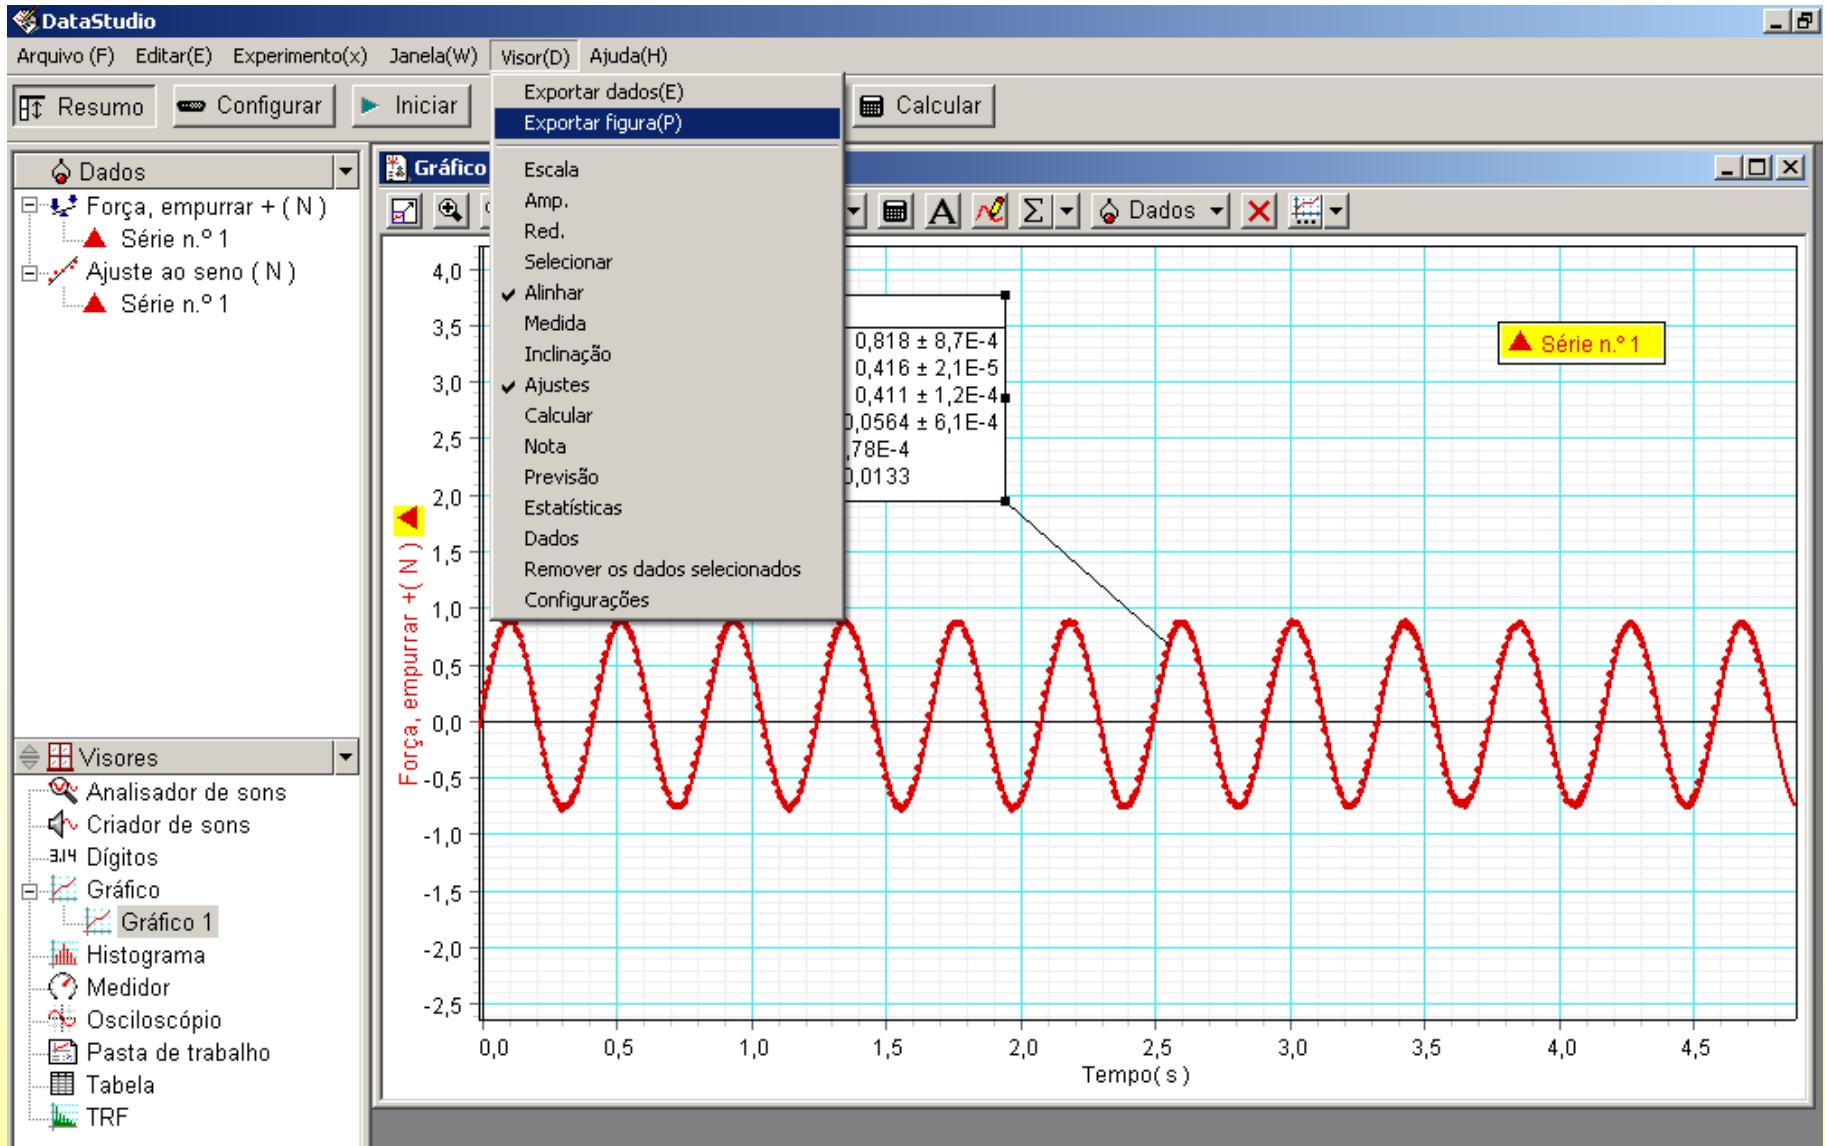 DataStudio
Arquivo (F) Editar(E) Experimento(x) Janela(W) Visor(D) Ajuda(H)
Resumo Configurar Iniciar Calcular
Exportar dados(E)
Exportar figura(P)
Escala
Amp.
Red.
Selecionar
Alinhar
Medida
Inclinação
Ajustes
Calcular
Nota
Previsão
Estatísticas
Dados
Remover os dados selecionados
Configurações
Dados
Força, empurrar + ( N )
Série n.º 1
Ajuste ao seno ( N )
Série n.º 1
Visores
Analisador de sons
Criador de sons
3.14 Dígitos
Gráfico
Gráfico 1
Histograma
Medidor
Osciloscópio
Pasta de trabalho
Tabela
TRF
Gráfico
A Σ Dados
0,818 ± 8,7E-4
0,416 ± 2,1E-5
0,411 ± 1,2E-4
0,0564 ± 6,1E-4
,78E-4
0,0133
Série n.º 1
Força, empurrar +( N )
4,0
3,5
3,0
2,5
2,0
1,5
1,0
0,5
0,0
-0,5
-1,0
-1,5
-2,0
-2,5
0,0 0,5 1,0 1,5 2,0 2,5 3,0 3,5 4,0 4,5
Tempo( s )